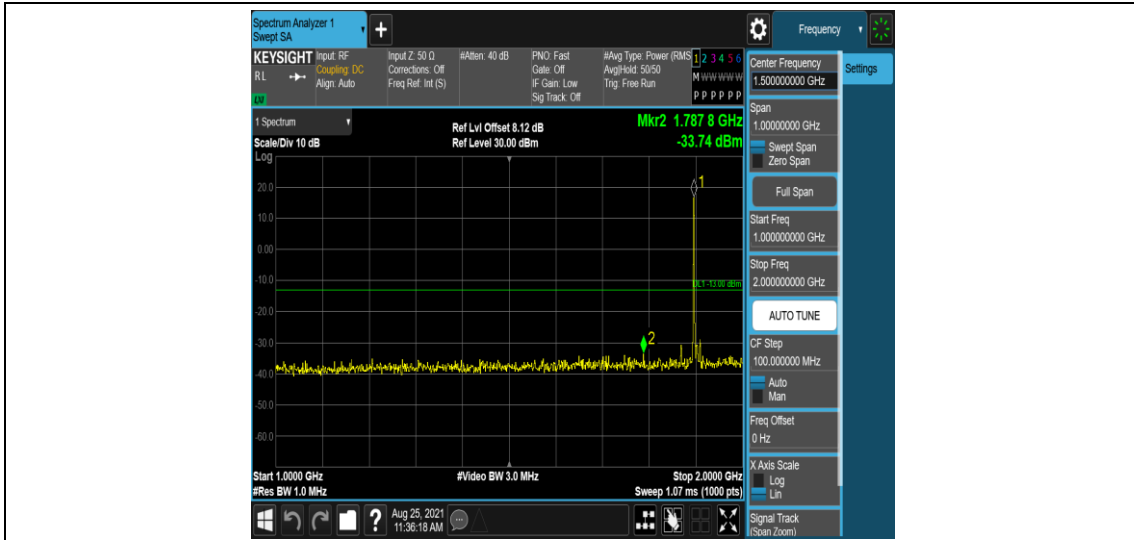 Spectrum Analyzer 1
Swept SA
+
Frequency
KEYSIGHT
RL
Input: RF
Coupling: DC
Align: Auto
Input Z: 50 Ω
Corrections: Off
Freq Ref: Int (S)
#Atten: 40 dB
PNO: Fast
Gate: Off
IF Gain: Low
Sig Track: Off
#Avg Type: Power (RMS
Avg|Hold: 50/50
Trig: Free Run
1 2 3 4 5 6
M W W W W W
P P P P P P
1 Spectrum
Scale/Div 10 dB
Log
Ref Lvl Offset 8.12 dB
Ref Level 30.00 dBm
Mkr2 1.787 8 GHz
-33.74 dBm
20.0
10.0
0.00
-10.0
-20.0
-30.0
-40.0
-50.0
-60.0
1
DL1 -13.00 dBm
2
Start 1.0000 GHz
#Res BW 1.0 MHz
#Video BW 3.0 MHz
Stop 2.0000 GHz
Sweep 1.07 ms (1000 pts)
Center Frequency
1.500000000 GHz
Settings
Span
1.00000000 GHz
Swept Span
Zero Span
Full Span
Start Freq
1.000000000 GHz
Stop Freq
2.000000000 GHz
AUTO TUNE
CF Step
100.000000 MHz
Auto
Man
Freq Offset
0 Hz
X Axis Scale
Log
Lin
Signal Track
(Span Zoom)
?
Aug 25, 2021
11:36:18 AM